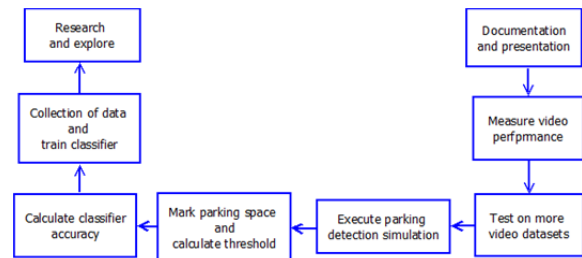 Research
and explore
Documentation
and presentation
Collection of data
and
train classifier
Measure video
perfprmance
Calculate classifier
accuracy
Mark parking space
and
calculate threshold
Execute parking
detection simulation
Test on more
video datasets